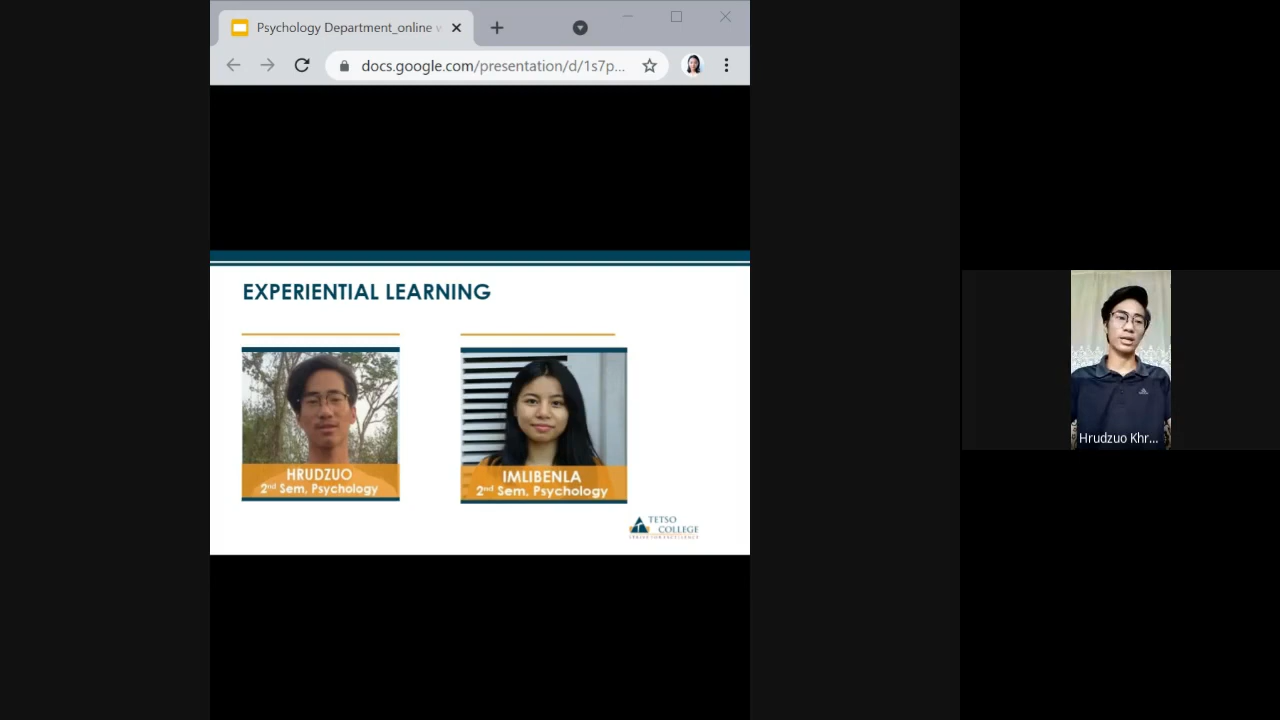 Psychology Department_online
docs.google.com/presentation/d/1s7p...
EXPERIENTIAL LEARNING
HRUDZUO
2nd Sem, Psychology
IMLIBENLA
2nd Sem, Psychology
TETSO
COLLEGE
Hrudzuo Khr...